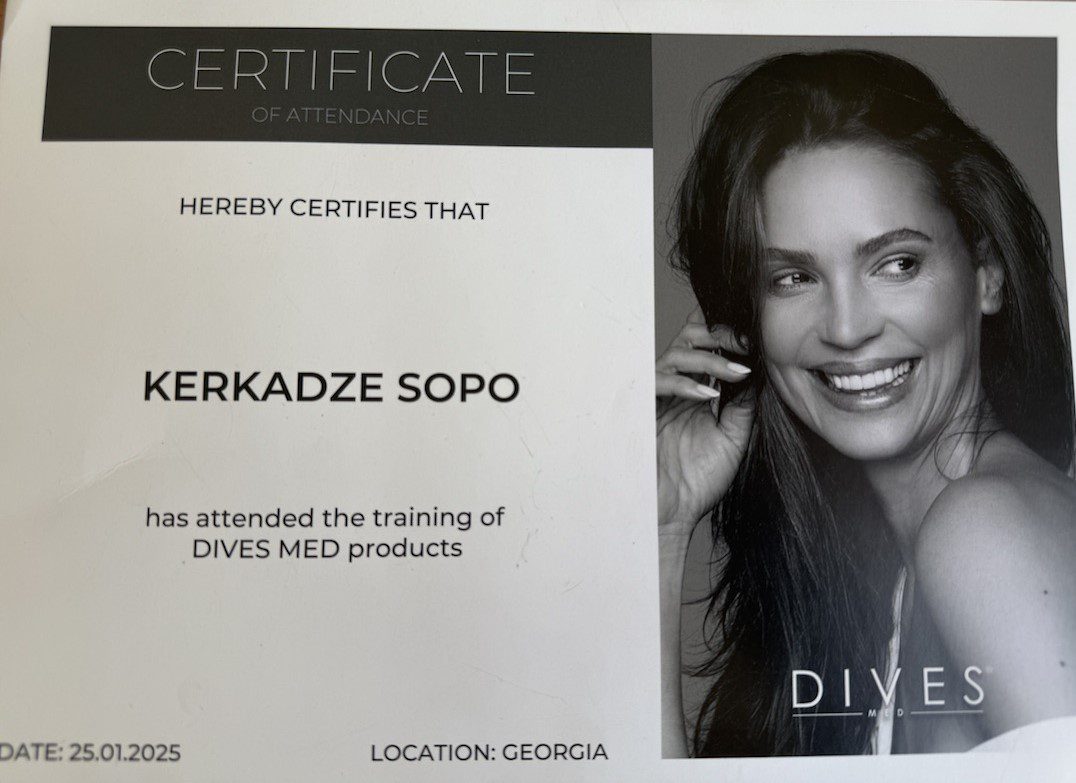 CERTIFICATE
OF ATTENDANCE
HEREBY CERTIFIES THAT
KERKADZE SOPO
has attended the training of
DIVES MED products
DATE: 25.01.2025
LOCATION: GEORGIA
DIVES
MED